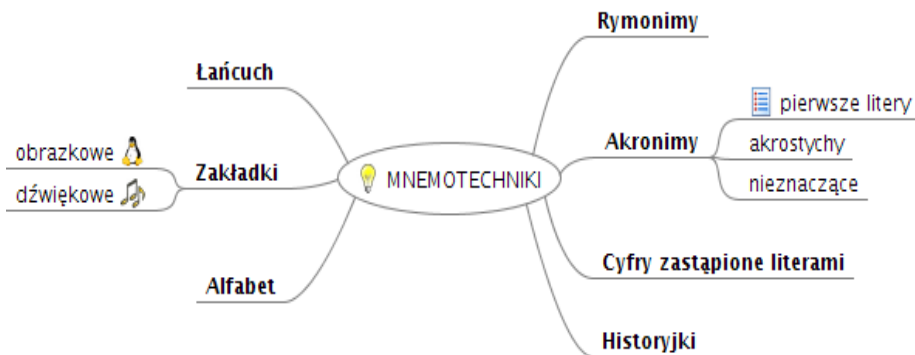 MNEMOTECHNIKI
Łańcuch
Zakładki
obrazkowe
dźwiękowe
Alfabet
Rymonimy
Akronimy
pierwsze litery
akrostychy
nieznaczące
Cyfry zastąpione literami
Historyjki